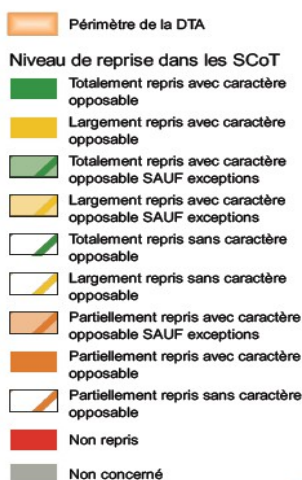 Périmètre de la DTA
Niveau de reprise dans les SCoT
Totalement repris avec caractère
opposable
Largement repris avec caractère
opposable
Totalement repris avec caractère
opposable SAUF exceptions
Largement repris avec caractère
opposable SAUF exceptions
Totalement repris sans caractère
opposable
Largement repris sans caractère
opposable
Partiellement repris avec caractère
opposable SAUF exceptions
Partiellement repris avec caractère
opposable
Partiellement repris sans caractère
opposable
Non repris
Non concerné